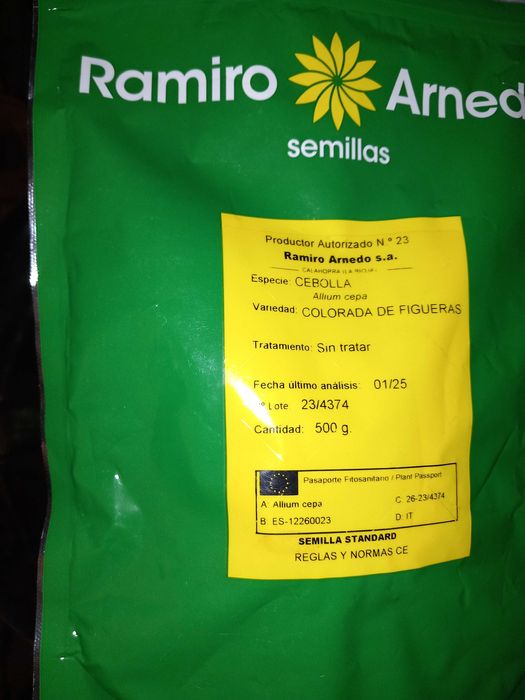 Ramiro Arned
semillas
Productor Autorizado N º 23
Ramiro Arnedo s.a.
CALAHORRA (LA RIOJA)
Especie: CEBOLLA
Allium cepa
Variedad: COLORADA DE FIGUERAS
Tratamiento: Sin tratar
Fecha último análisis: 01/25
º Lote 23/4374
Cantidad: 500 g.
Pasaporte Fitosanitario / Plant Passport
A Allium cepa C: 26-23/4374
B ES-12260023 D: IT
SEMILLA STANDARD
REGLAS Y NORMAS CE